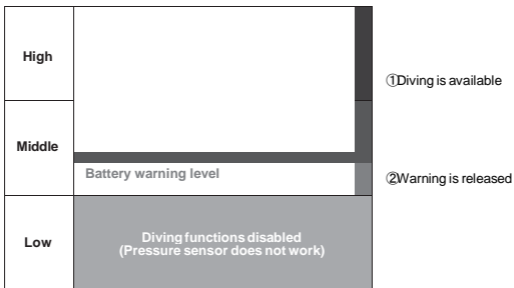 High
①Diving is available
Middle
Battery warning level
②Warning is released
Low
Diving functions disabled
(Pressure sensor does not work)